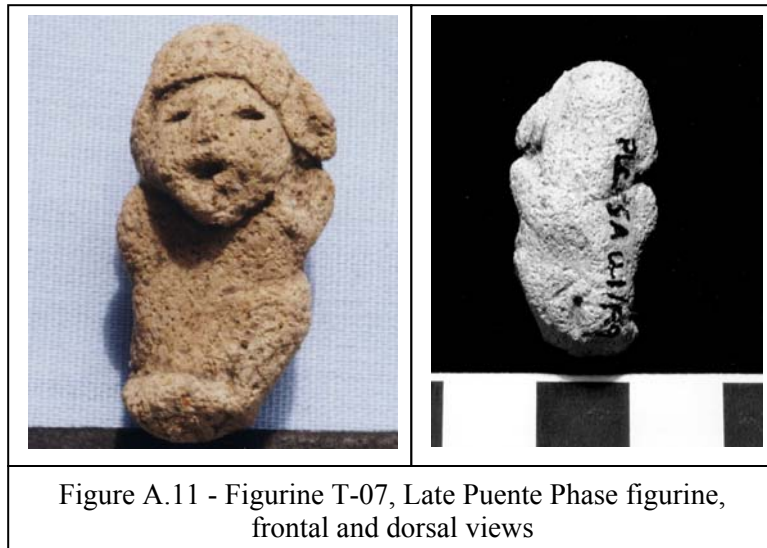 Figure A.11 - Figurine T-07, Late Puente Phase figurine,
frontal and dorsal views